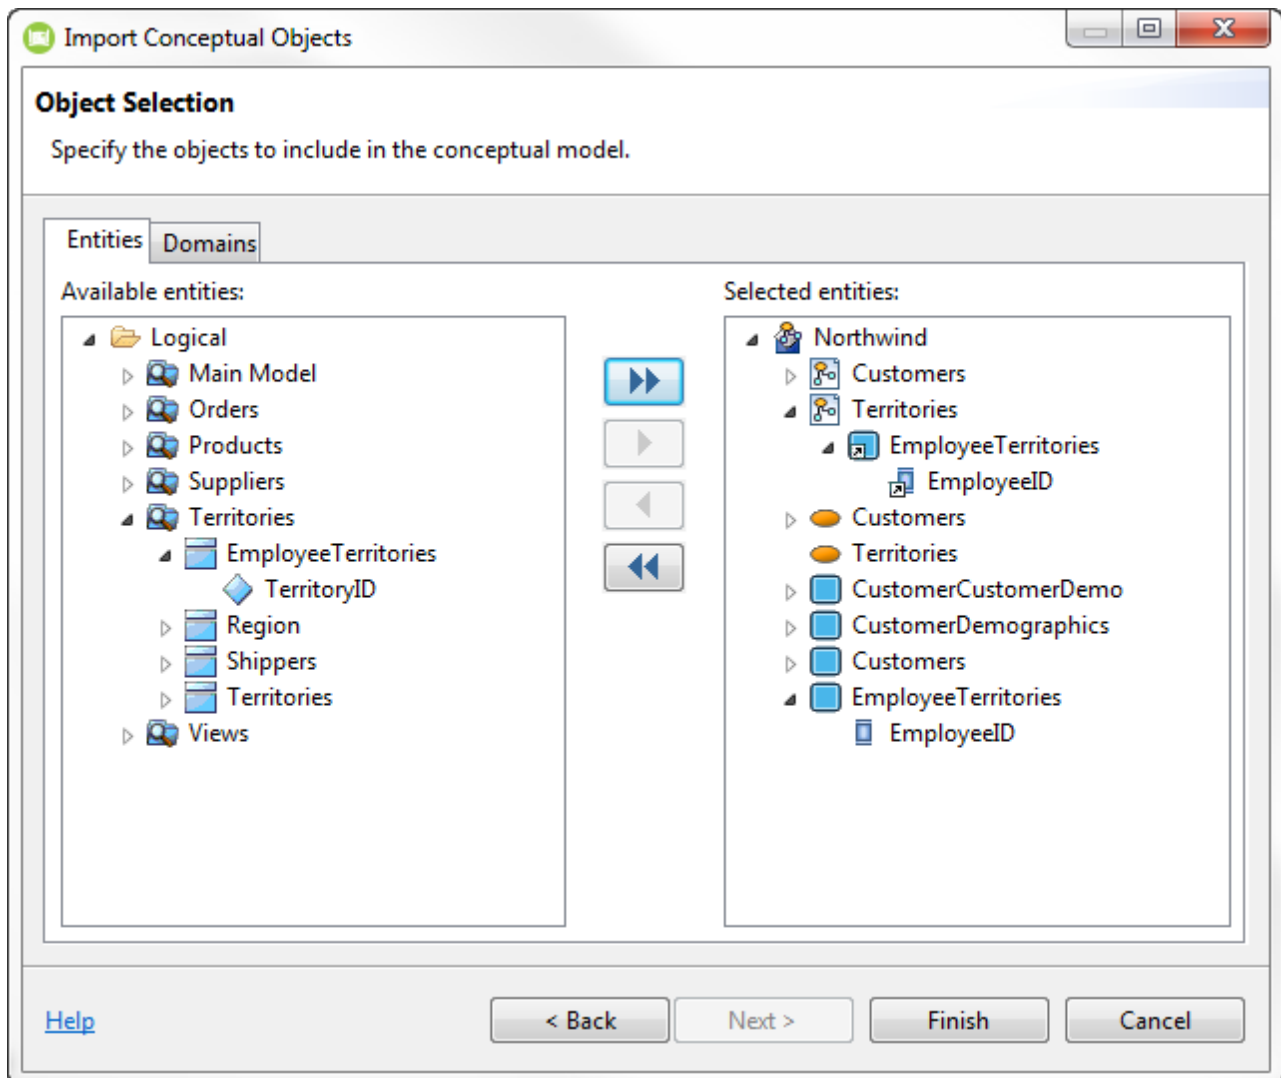 Import Conceptual Objects
Object Selection
Specify the objects to include in the conceptual model.
Entities
Domains
Available entities:
Logical
Main Model
Orders
Products
Suppliers
Territories
EmployeeTerritories
TerritoryID
Region
Shippers
Territories
Views
Selected entities:
Northwind
Customers
Territories
EmployeeTerritories
EmployeeID
Customers
Territories
CustomerCustomerDemo
CustomerDemographics
Customers
EmployeeTerritories
EmployeeID
Help
< Back
Next >
Finish
Cancel